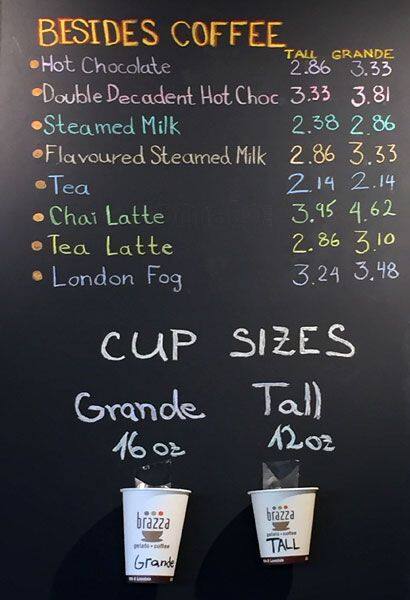 BESIDES COFFEE
TALL GRANDE
Hot Chocolate 2.86 3.33
Double Decadent Hot Choc 3.33 3.81
Steamed Milk 2.38 2.86
Flavoured Steamed Milk 2.86 3.33
Tea 2.14 2.14
Chai Latte 3.95 4.62
Tea Latte 2.86 3.10
London Fog 3.24 3.48
CUP SIZES
Grande Tall
16 oz 12 oz
brazza
gelato • coffee
Grande
brazza
gelato • coffee
TALL